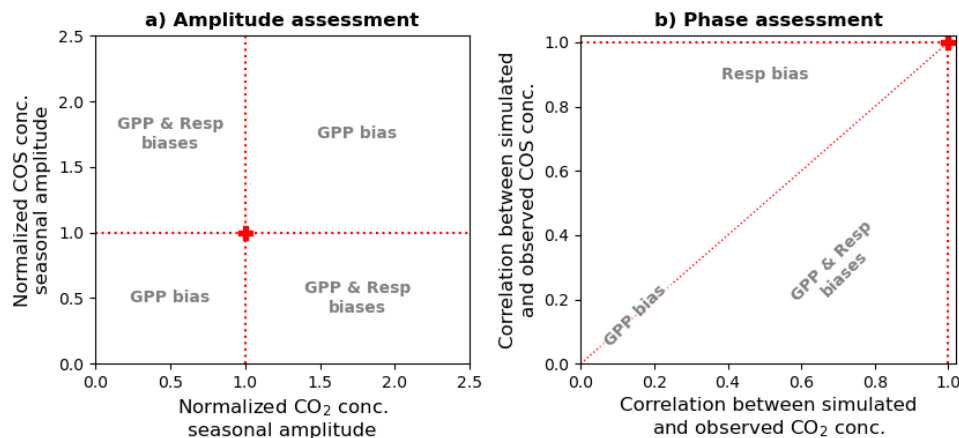 a) Amplitude assessment
2.5
2.0
1.5
1.0
0.5
0.0
Normalized COS conc.
seasonal amplitude
GPP & Resp
biases
GPP bias
GPP bias
GPP & Resp
biases
0.0 0.5 1.0 1.5 2.0 2.5
Normalized CO₂ conc.
seasonal amplitude
b) Phase assessment
1.0
0.8
0.6
0.4
0.2
0.0
Correlation between simulated
and observed COS conc.
Resp bias
GPP bias
GPP & Resp
biases
0.0 0.2 0.4 0.6 0.8 1.0
Correlation between simulated
and observed CO₂ conc.